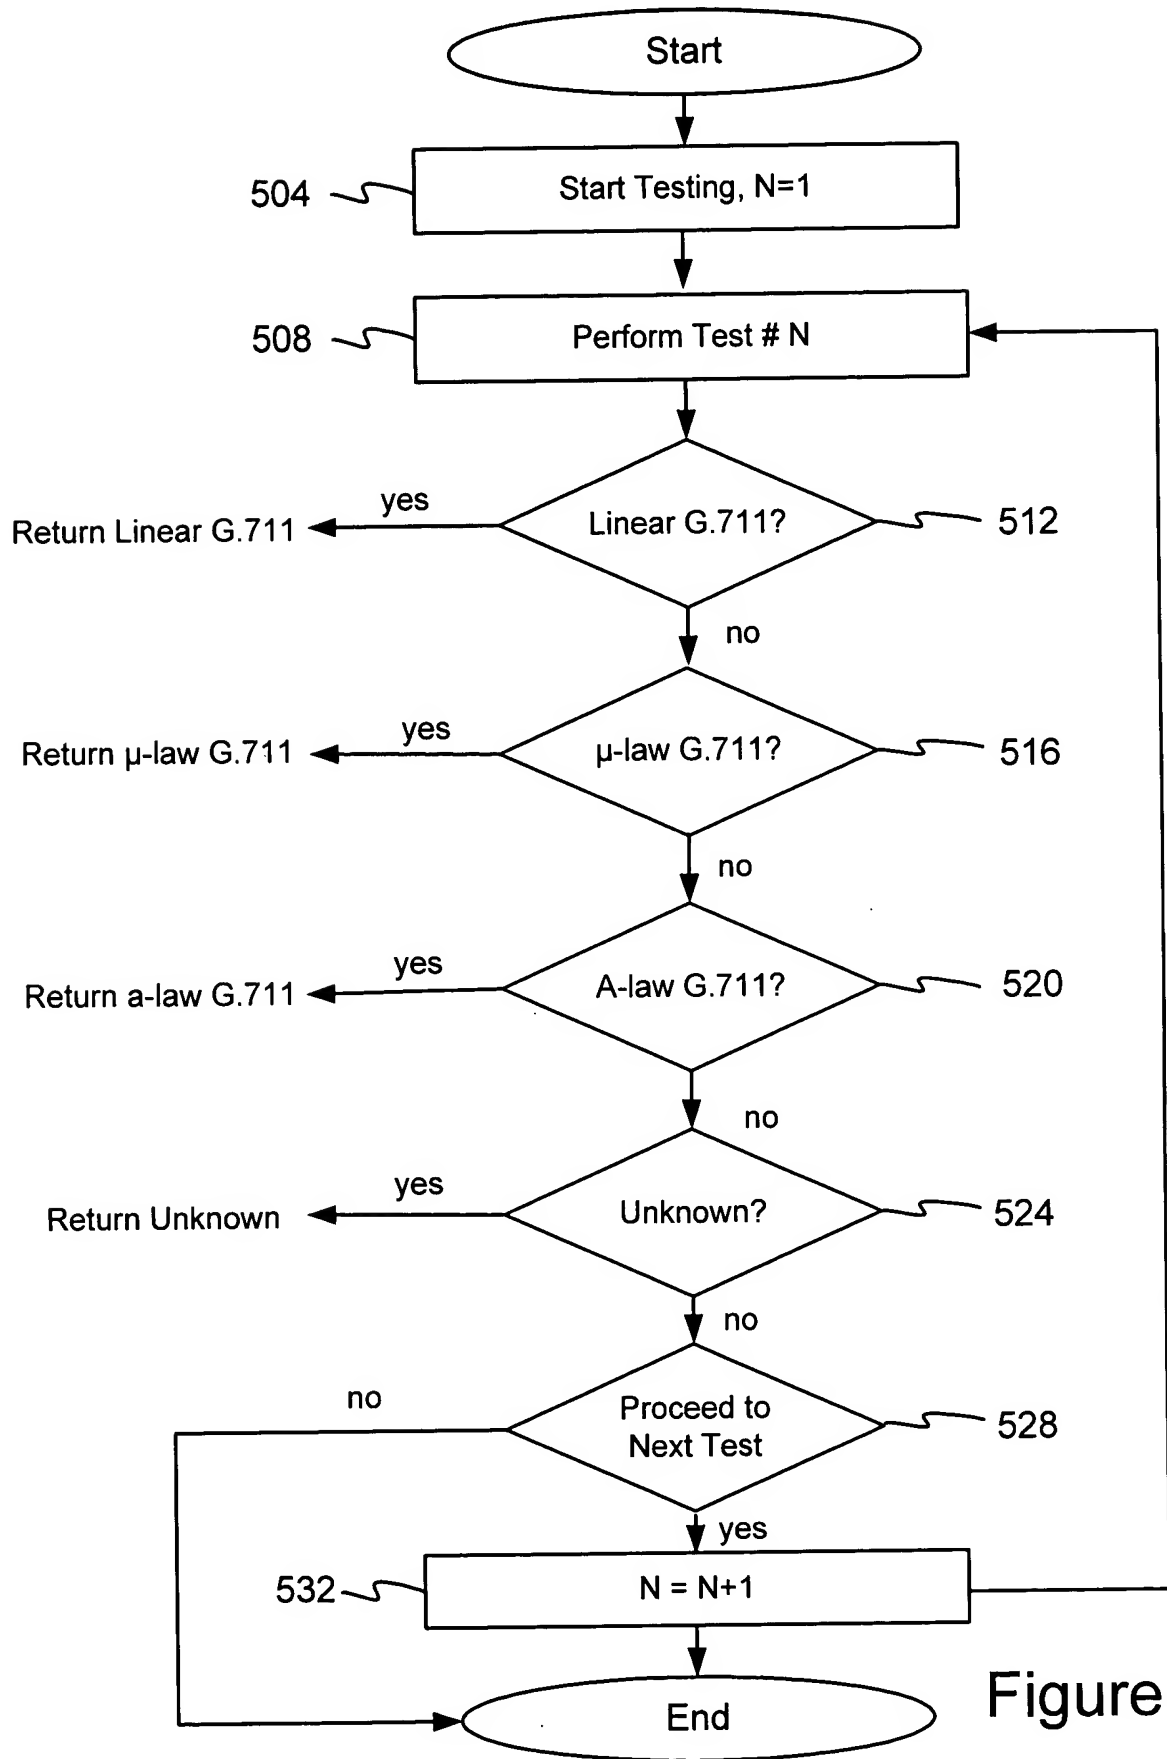 Start
504
Start Testing, N=1
508
Perform Test # N
yes
Return Linear G.711
Linear G.711?
512
no
yes
Return µ-law G.711
µ-law G.711?
516
no
yes
Return a-law G.711
A-law G.711?
520
no
yes
Return Unknown
Unknown?
524
no
no
Proceed to
Next Test
528
yes
532
N = N+1
End
Figure